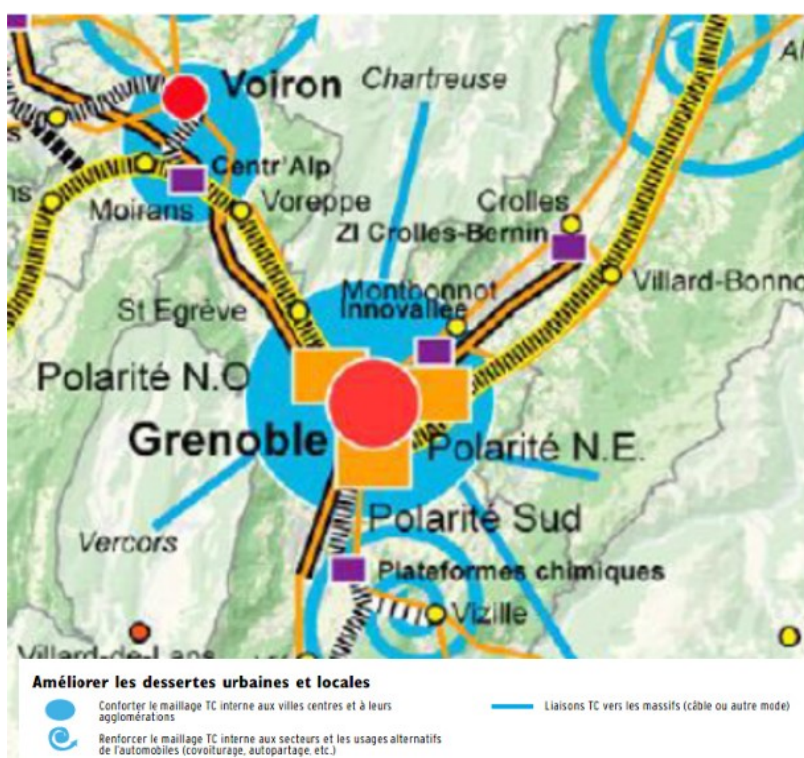 Voiron
Chartreuse
Centr'Alp
Moirans
Voreppe
Crolles
ZI Crolles-Bernin
Villard-Bonno
Montbonnot
Innovallée
St Egrève
Polarité N.O
Grenoble
Polarité N.E.
Polarité Sud
Vercors
Plateformes chimiques
Vizille
Villard-de-Lans
Améliorer les dessertes urbaines et locales
Conforter le maillage TC interne aux villes centres et à leurs
agglomérations
Liaisons TC vers les massifs (câble ou autre mode)
Renforcer le maillage TC interne aux secteurs et les usages alternatifs
de l'automobiles (covoiturage, autopartage, etc.)